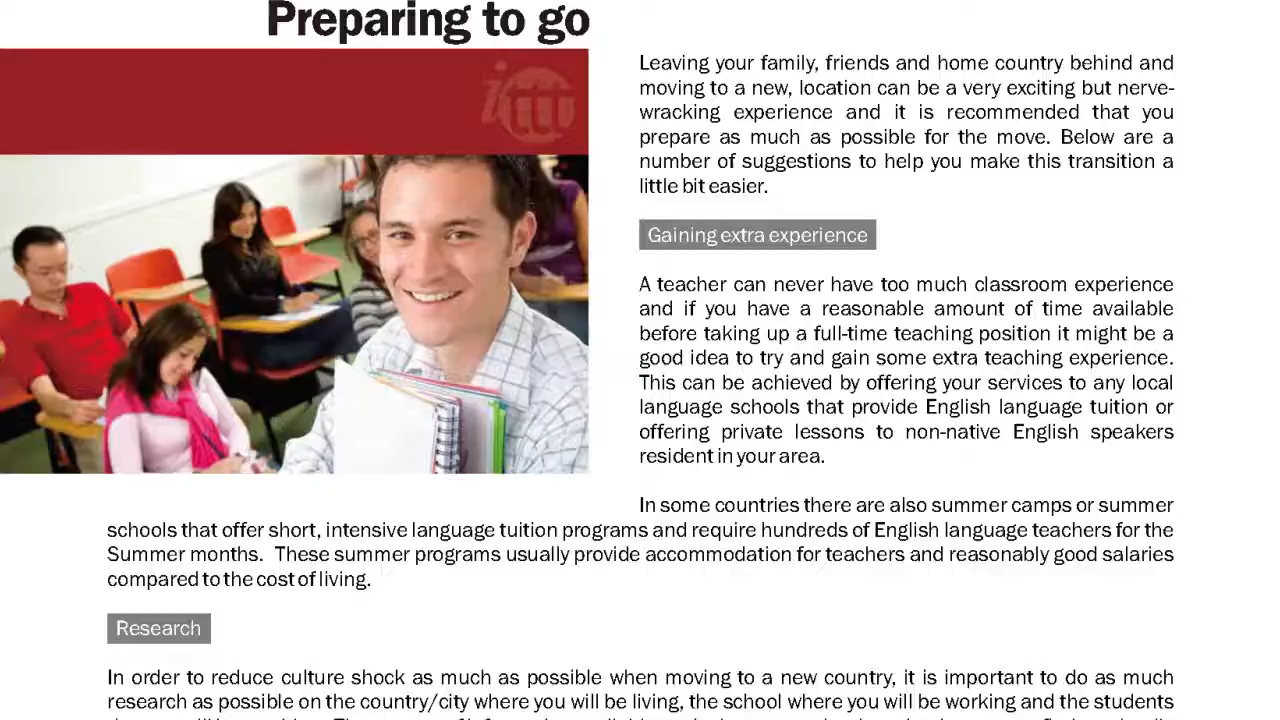 Preparing to go
Leaving your family, friends and home country behind and
moving to a new, location can be a very exciting but nerve-
wracking experience and it is recommended that you
prepare as much as possible for the move. Below are a
number of suggestions to help you make this transition a
little bit easier.
Gaining extra experience
A teacher can never have too much classroom experience
and if you have a reasonable amount of time available
before taking up a full-time teaching position it might be a
good idea to try and gain some extra teaching experience.
This can be achieved by offering your services to any local
language schools that provide English language tuition or
offering private lessons to non-native English speakers
resident in your area.
In some countries there are also summer camps or summer
schools that offer short, intensive language tuition programs and require hundreds of English language teachers for the
Summer months. These summer programs usually provide accommodation for teachers and reasonably good salaries
compared to the cost of living.
Research
In order to reduce culture shock as much as possible when moving to a new country, it is important to do as much
research as possible on the country/city where you will be living, the school where you will be working and the students